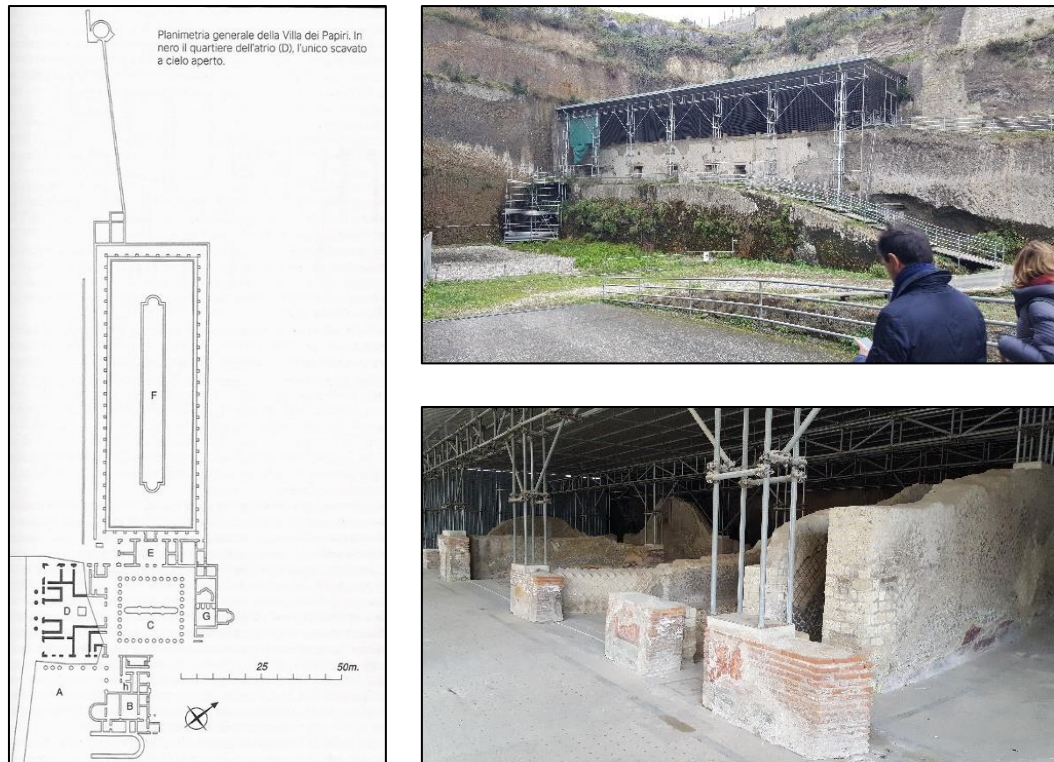 Planimetria generale della Villa dei Papiri. In
nero il quartiere dell'atrio (D), l'unico scavato
a cielo aperto.
F
E
D
G
C
25
50m.
A
h
B